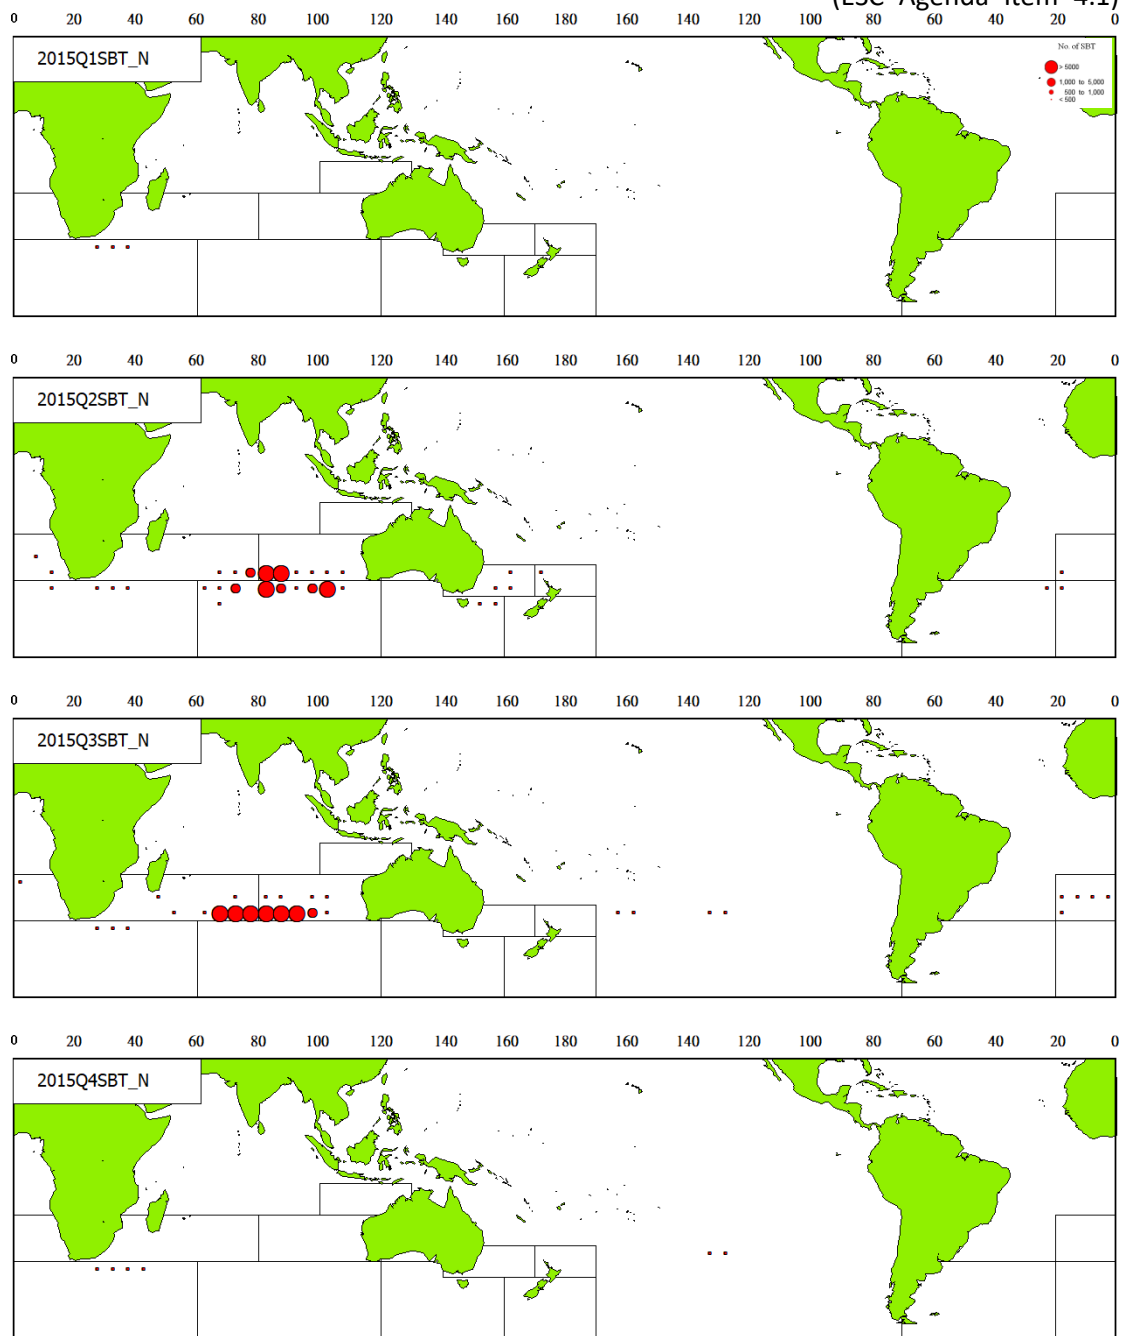 (ESC Agenda item 4.1)
0 20 40 60 80 100 120 140 160 180 160 140 120 100 80 60 40 20 0
2015Q1SBT_N
No. of SBT
> 5000
1,000 to 5,000
500 to 1,000
< 500
0 20 40 60 80 100 120 140 160 180 160 140 120 100 80 60 40 20 0
2015Q2SBT_N
0 20 40 60 80 100 120 140 160 180 160 140 120 100 80 60 40 20 0
2015Q3SBT_N
0 20 40 60 80 100 120 140 160 180 160 140 120 100 80 60 40 20 0
2015Q4SBT_N